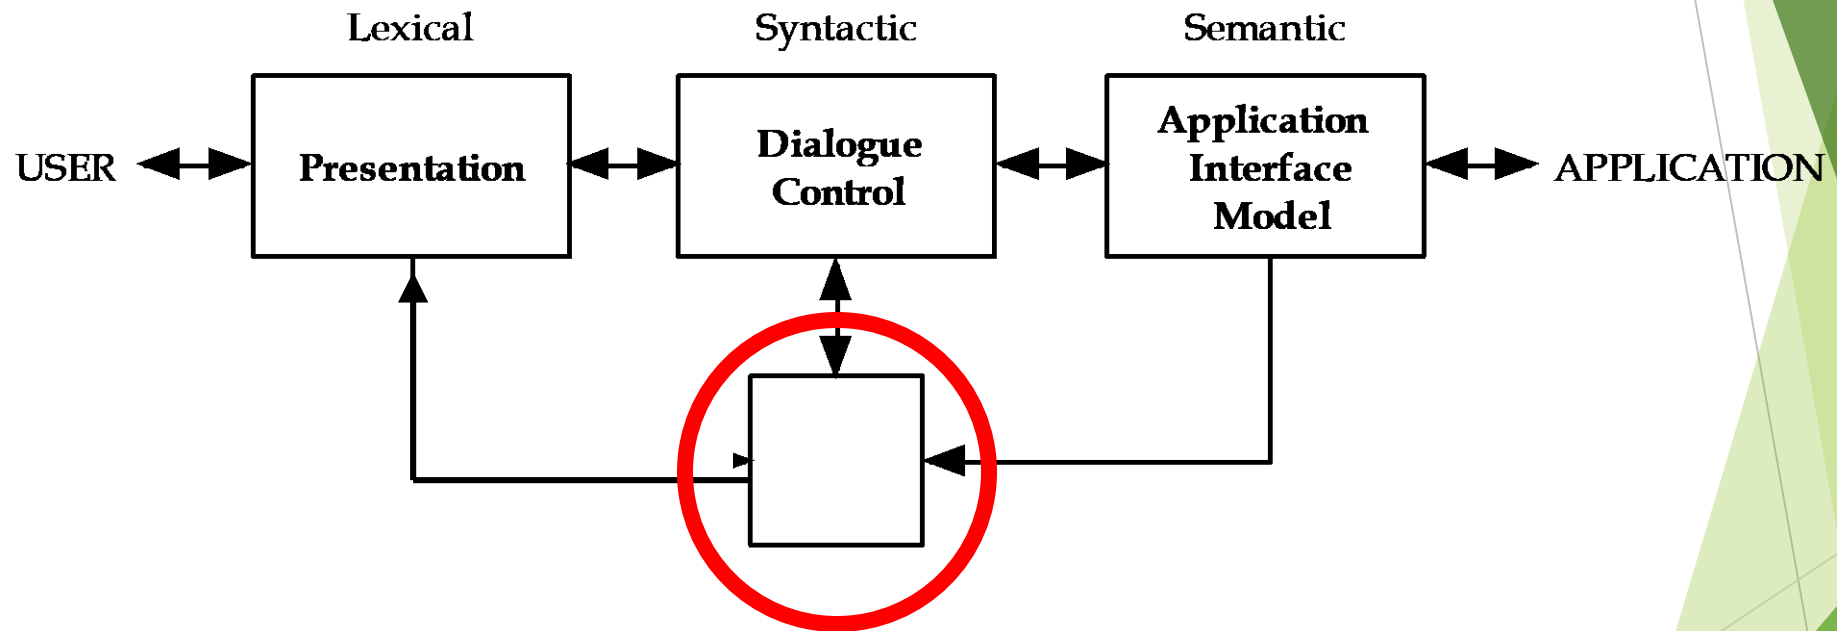 Lexical Syntactic Semantic
USER Presentation Dialogue Control Application Interface Model APPLICATION